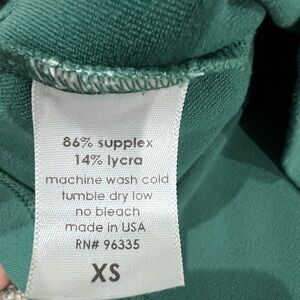 86% supplex
14% lycra
machine wash cold
tumble dry low
no bleach
made in USA
RN# 96335
XS